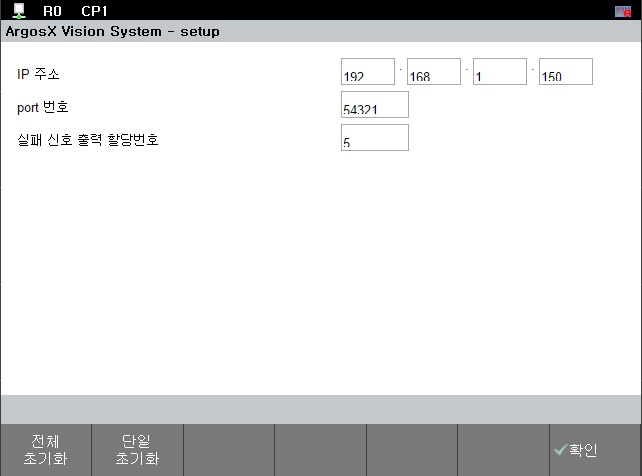 R0 CP1
ArgosX Vision System - setup
IP 주소 192 . 168 . 1 . 150
port 번호 54321
실패 신호 출력 할당번호 5
전체 초기화
단일 초기화
확인